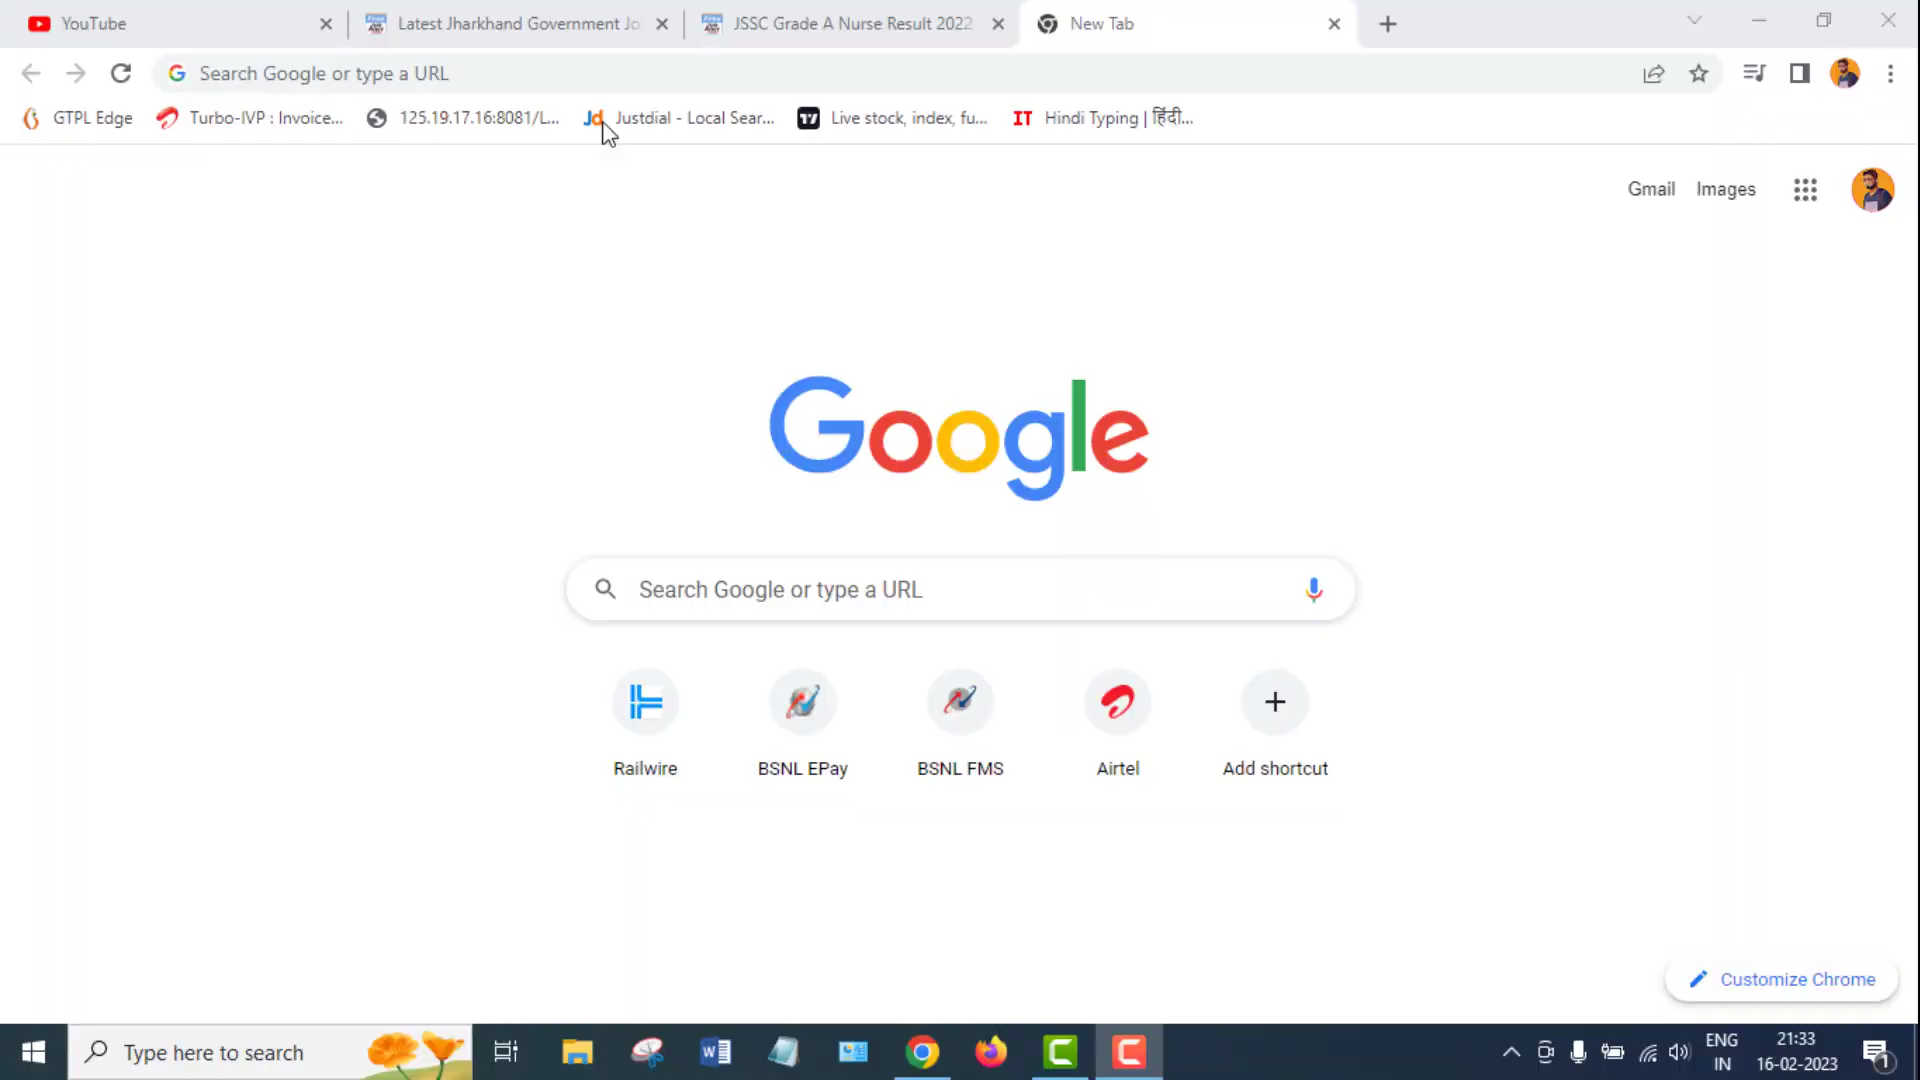 YouTube
Latest Jharkhand Government Jo
JSSC Grade A Nurse Result 2022
New Tab
Search Google or type a URL
GTPL Edge
Turbo-IVP : Invoice...
125.19.17.16:8081/L...
Jd Justdial - Local Sear...
Live stock, index, fu...
IT Hindi Typing | हिंदी...
Gmail
Images
Google
Search Google or type a URL
Railwire
BSNL EPay
BSNL FMS
Airtel
Add shortcut
Customize Chrome
Type here to search
ENG
IN
21:33
16-02-2023
1